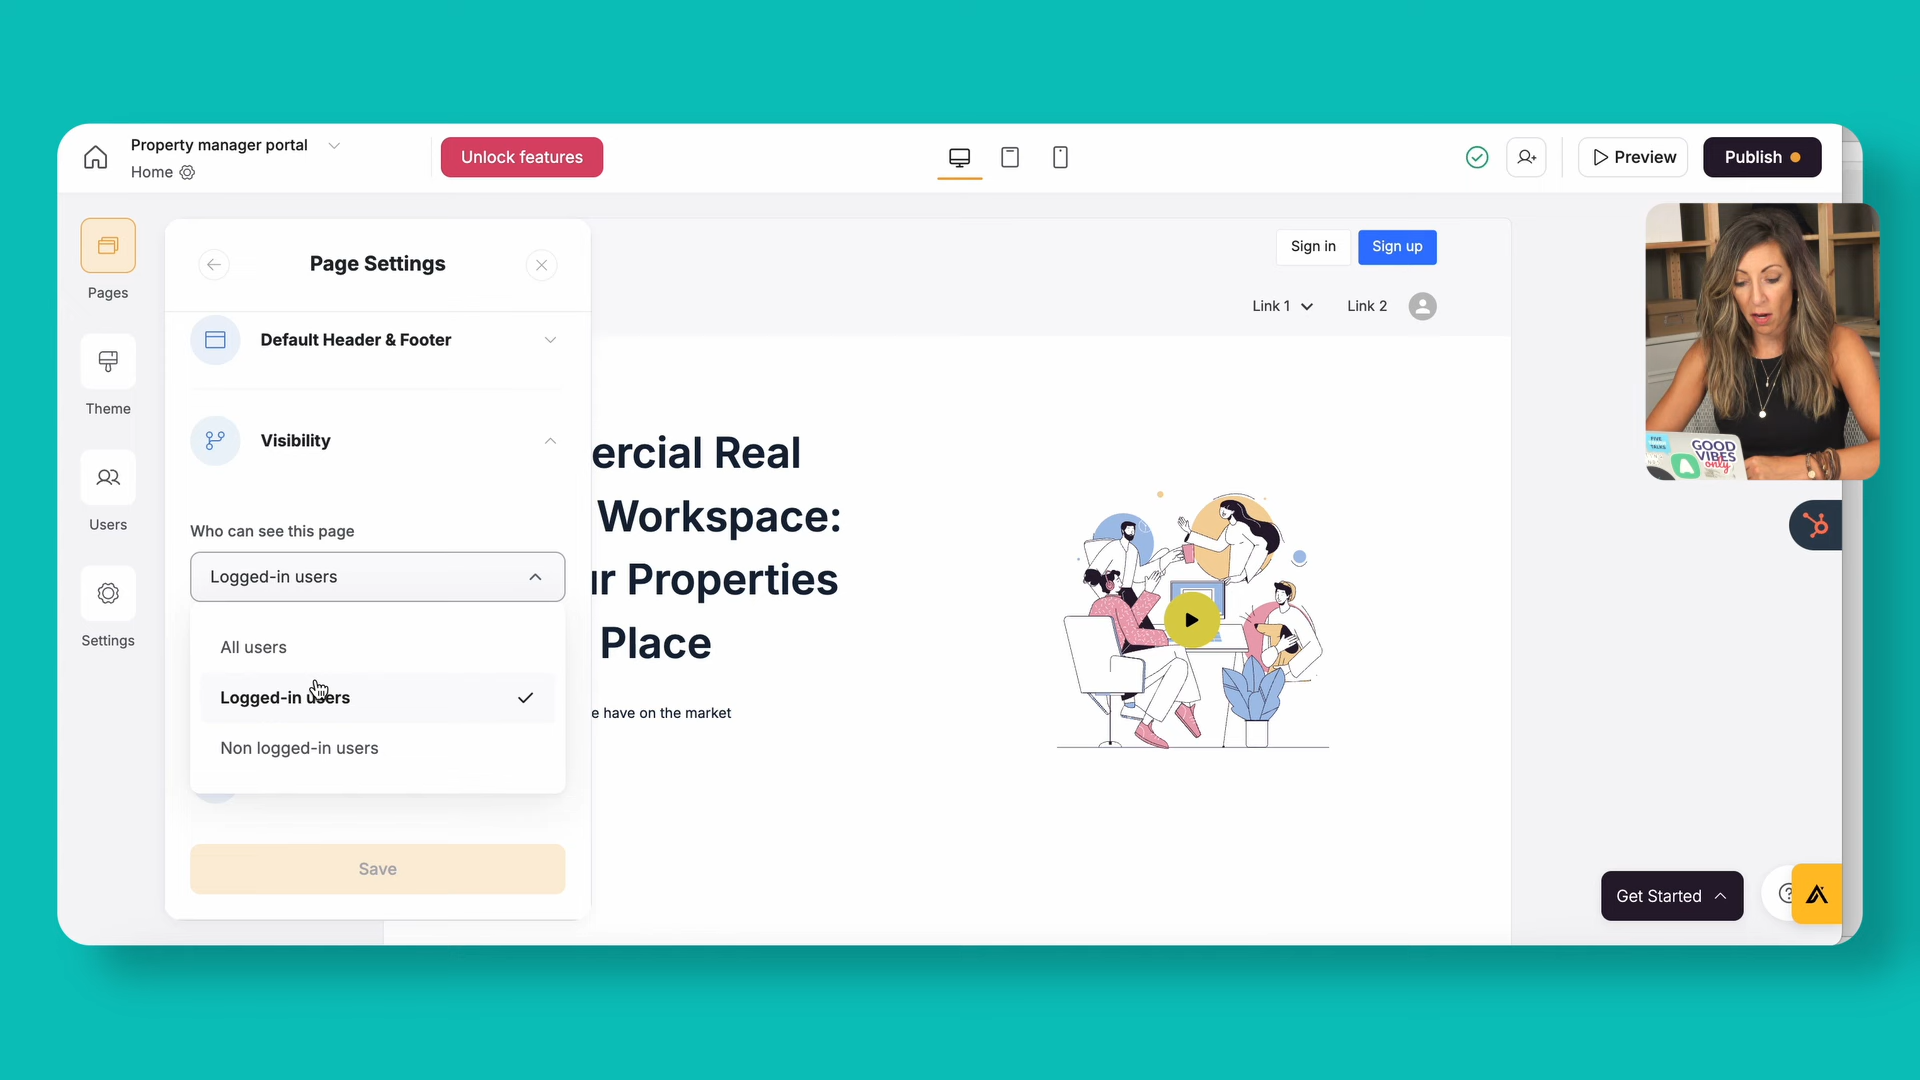 Property manager portal
Home
Unlock features
Preview
Publish
Pages
Theme
Users
Settings
Page Settings
Default Header & Footer
Visibility
Who can see this page
Logged-in users
All users
Logged-in users
Non logged-in users
Save
Sign in
Sign up
Link 1
Link 2
ercial Real
Workspace:
ur Properties
Place
e have on the market
FIVE
TALKS
GOOD
VIBES
only
Get Started